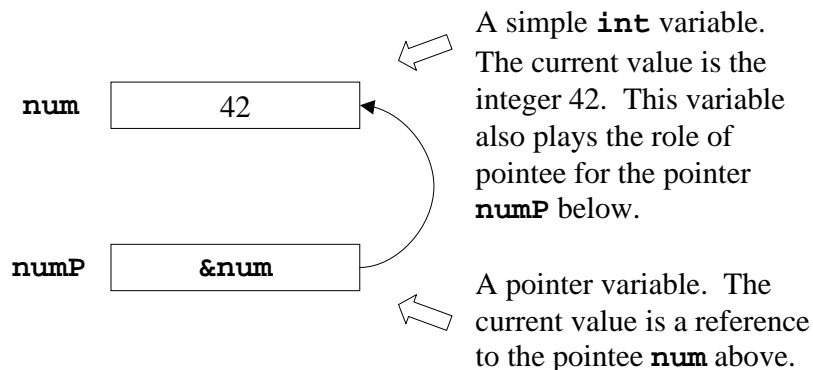 A simple int variable.
The current value is the
integer 42. This variable
also plays the role of
pointee for the pointer
numP below.
num 42
numP &num
A pointer variable. The
current value is a reference
to the pointee num above.